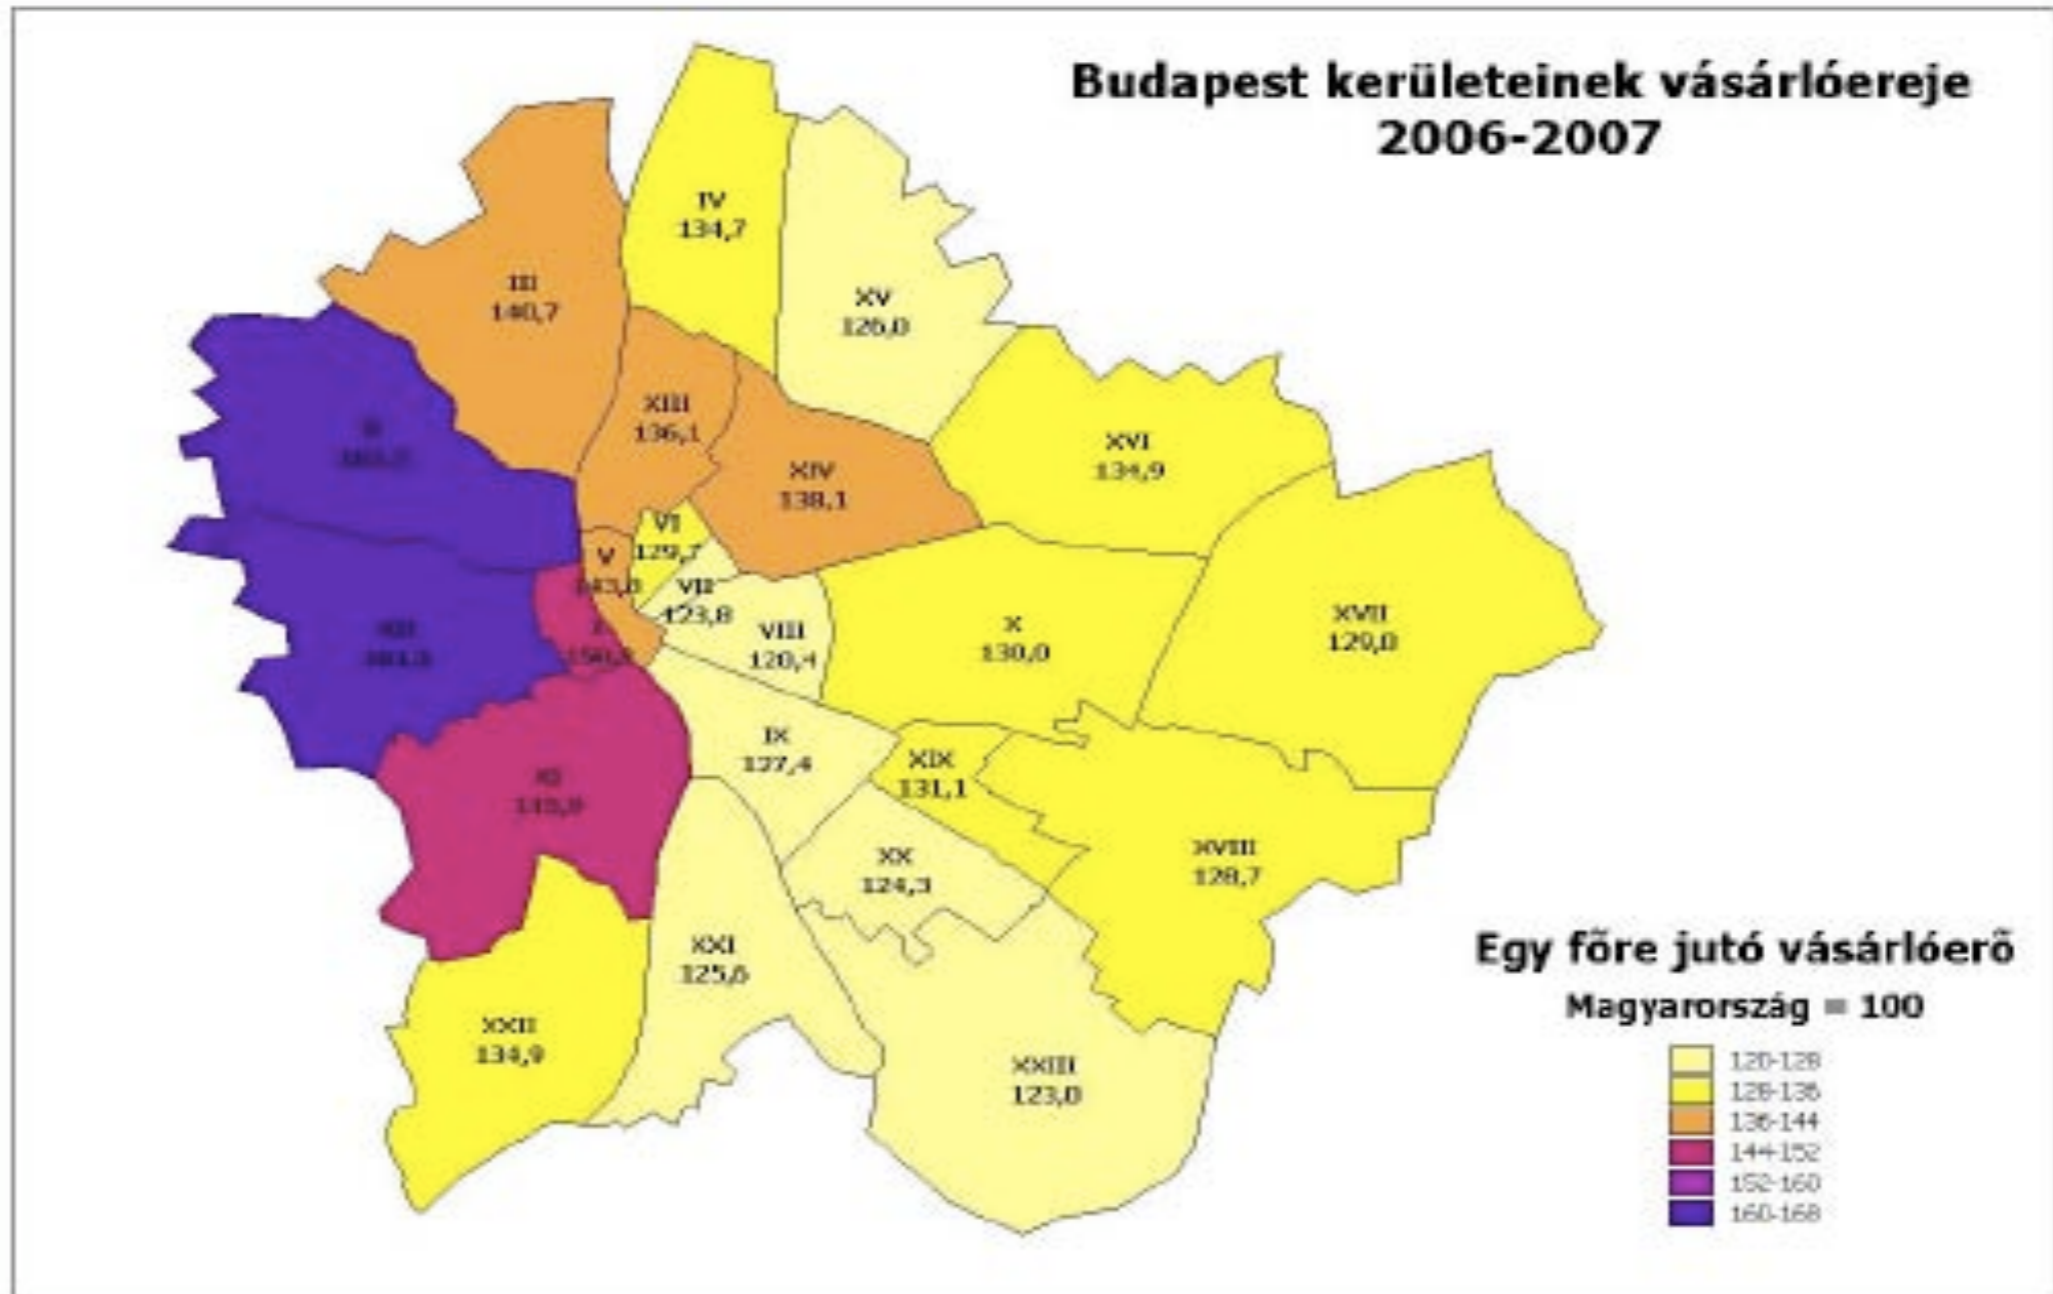 Budapest kerületeinek vásárlóereje
2006-2007
IV
134,7
III
140,7
XV
126,0
XIII
136,1
XIV
138,1
XVI
134,9
II
VI
129,7
V
VII
123,8
VIII
120,4
X
130,0
XVII
129,0
XII
I
IX
127,4
XIX
131,1
XI
XX
124,3
XVIII
128,7
XXI
125,6
XXII
134,9
XXIII
123,0
Egy főre jutó vásárlóerő
Magyarország = 100
120-128
128-136
136-144
144-152
152-160
160-168